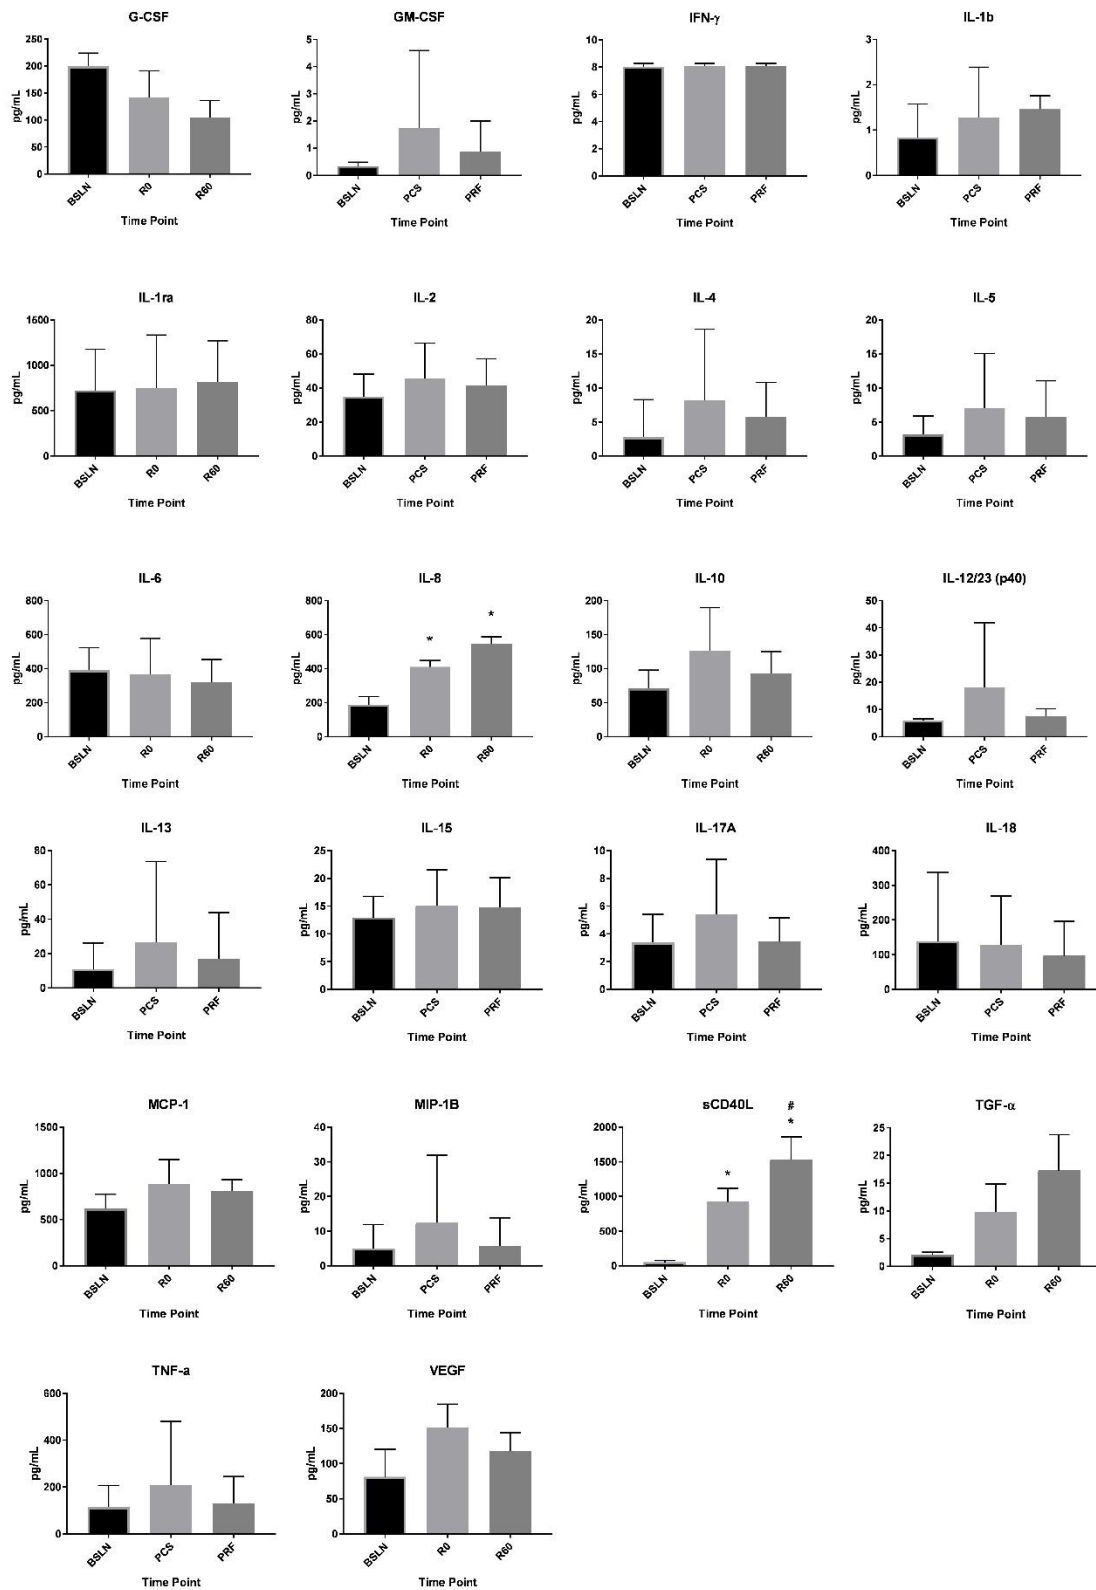 G-CSF
250
200
150
100
50
0
pg/mL
BSLN
R0
R60
Time Point
GM-CSF
5
4
3
2
1
0
pg/mL
BSLN
PCS
PRF
Time Point
IFN-γ
10
8
6
4
2
0
pg/mL
BSLN
PCS
PRF
Time Point
IL-1b
3
2
1
0
pg/mL
BSLN
PCS
PRF
Time Point
IL-1ra
1500
1000
500
0
pg/mL
BSLN
R0
R60
Time Point
IL-2
80
60
40
20
0
pg/mL
BSLN
PCS
PRF
Time Point
IL-4
20
15
10
5
0
pg/mL
BSLN
PCS
PRF
Time Point
IL-5
20
15
10
5
0
pg/mL
BSLN
PCS
PRF
Time Point
IL-6
800
600
400
200
0
pg/mL
BSLN
R0
R60
Time Point
IL-8
800
600
400
200
0
pg/mL
*
*
BSLN
R0
R60
Time Point
IL-10
200
150
100
50
0
pg/mL
BSLN
R0
R60
Time Point
IL-12/23 (p40)
50
40
30
20
10
0
pg/mL
BSLN
PCS
PRF
Time Point
IL-13
80
60
40
20
0
pg/mL
BSLN
PCS
PRF
Time Point
IL-15
25
20
15
10
5
0
pg/mL
BSLN
PCS
PRF
Time Point
IL-17A
10
8
6
4
2
0
pg/mL
BSLN
PCS
PRF
Time Point
IL-18
400
300
200
100
0
pg/mL
BSLN
PCS
PRF
Time Point
MCP-1
1500
1000
500
0
pg/mL
BSLN
R0
R60
Time Point
MIP-1B
40
30
20
10
0
pg/mL
BSLN
PCS
PRF
Time Point
sCD40L
2000
1500
1000
500
0
pg/mL
*
#
*
BSLN
R0
R60
Time Point
TGF-α
25
20
15
10
5
0
pg/mL
BSLN
R0
R60
Time Point
TNF-a
600
400
200
0
pg/mL
BSLN
PCS
PRF
Time Point
VEGF
200
150
100
50
0
pg/mL
BSLN
R0
R60
Time Point